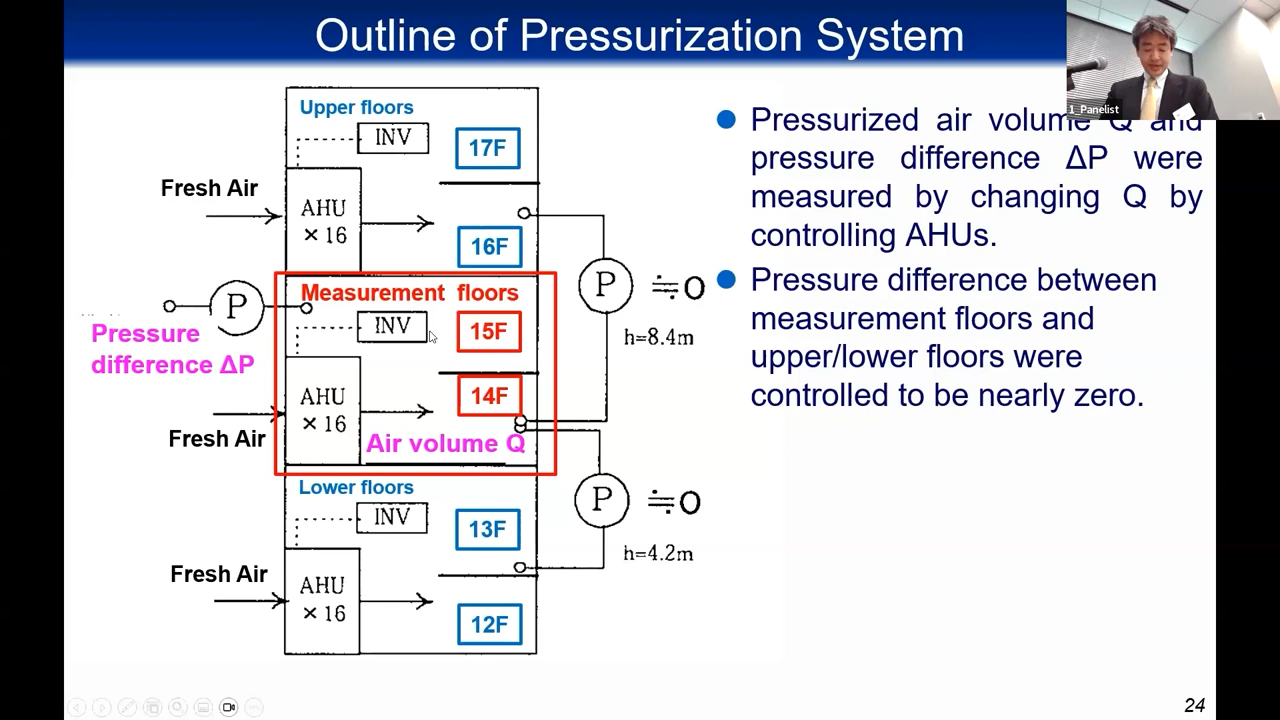 Outline of Pressurization System
1_Panelist
Upper floors
INV
17F
Fresh Air
AHU
×16
16F
P
≒0
h=8.4m
Measurement floors
P
INV
15F
Pressure
difference ΔP
AHU
×16
14F
Fresh Air
Air volume Q
Lower floors
INV
13F
P
≒0
h=4.2m
Fresh Air
AHU
×16
12F
Pressurized air volume Q and
pressure difference ΔP were
measured by changing Q by
controlling AHUs.
Pressure difference between
measurement floors and
upper/lower floors were
controlled to be nearly zero.
24